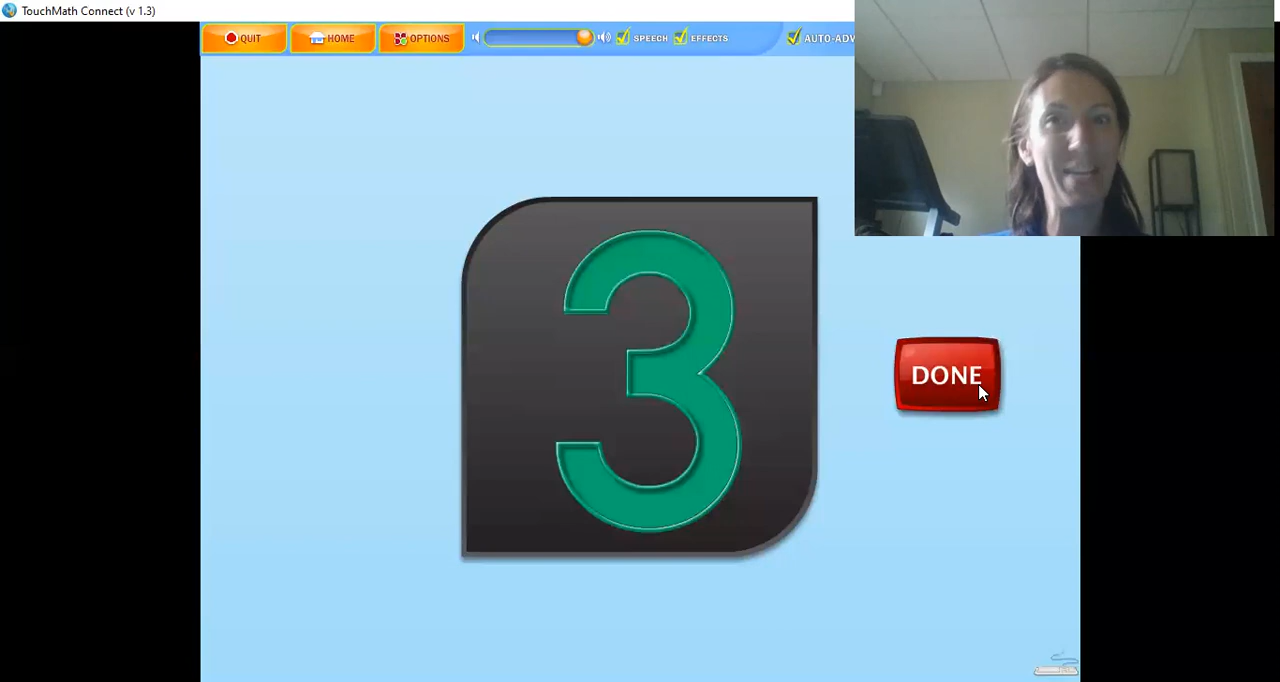 TouchMath Connect (v 1.3)
QUIT HOME OPTIONS SPEECH EFFECTS AUTO-ADV
3
DONE